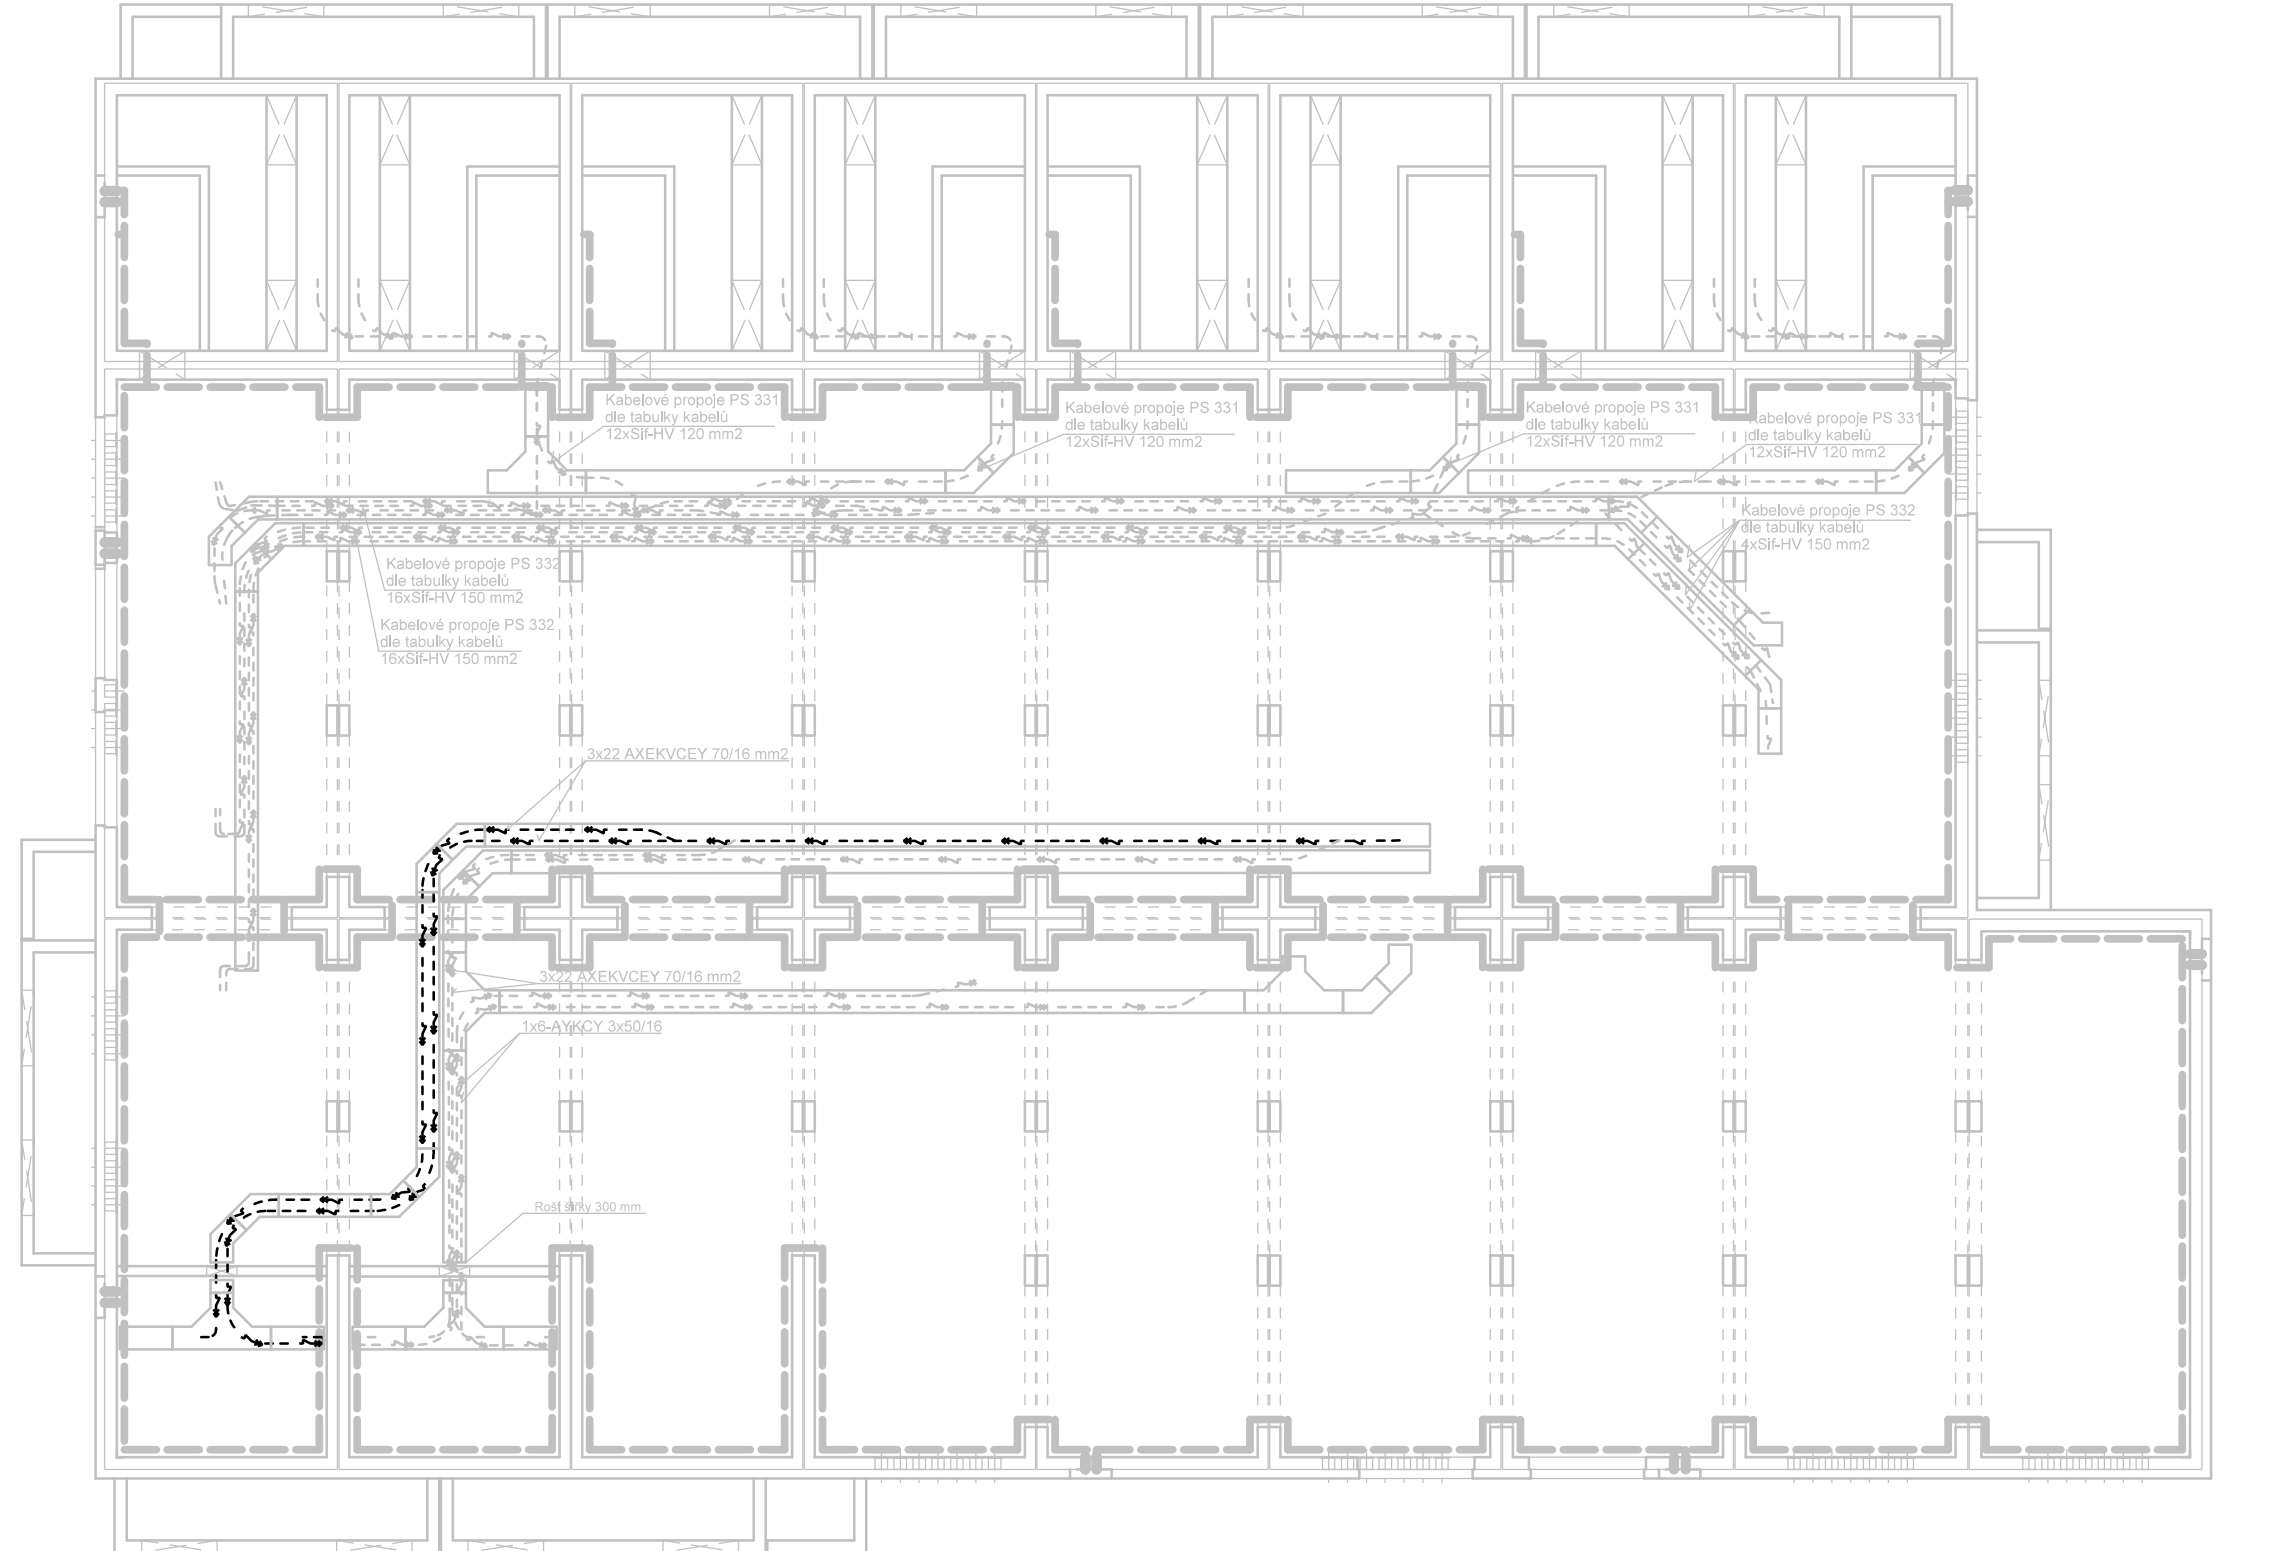 Kabelové propoje PS 331
dle tabulky kabelů
12xSif-HV 120 mm2
Kabelové propoje PS 331
dle tabulky kabelů
12xSif-HV 120 mm2
Kabelové propoje PS 331
dle tabulky kabelů
12xSif-HV 120 mm2
Kabelové propoje PS 331
dle tabulky kabelů
12xSif-HV 120 mm2
Kabelové propoje PS 332
dle tabulky kabelů
4xSif-HV 150 mm2
Kabelové propoje PS 332
dle tabulky kabelů
16xSif-HV 150 mm2
Kabelové propoje PS 332
dle tabulky kabelů
16xSif-HV 150 mm2
3x22 AXEKVCEY 70/16 mm2
3x22 AXEKVCEY 70/16 mm2
1x6-AYKCY 3x50/16
Rošt šířky 300 mm